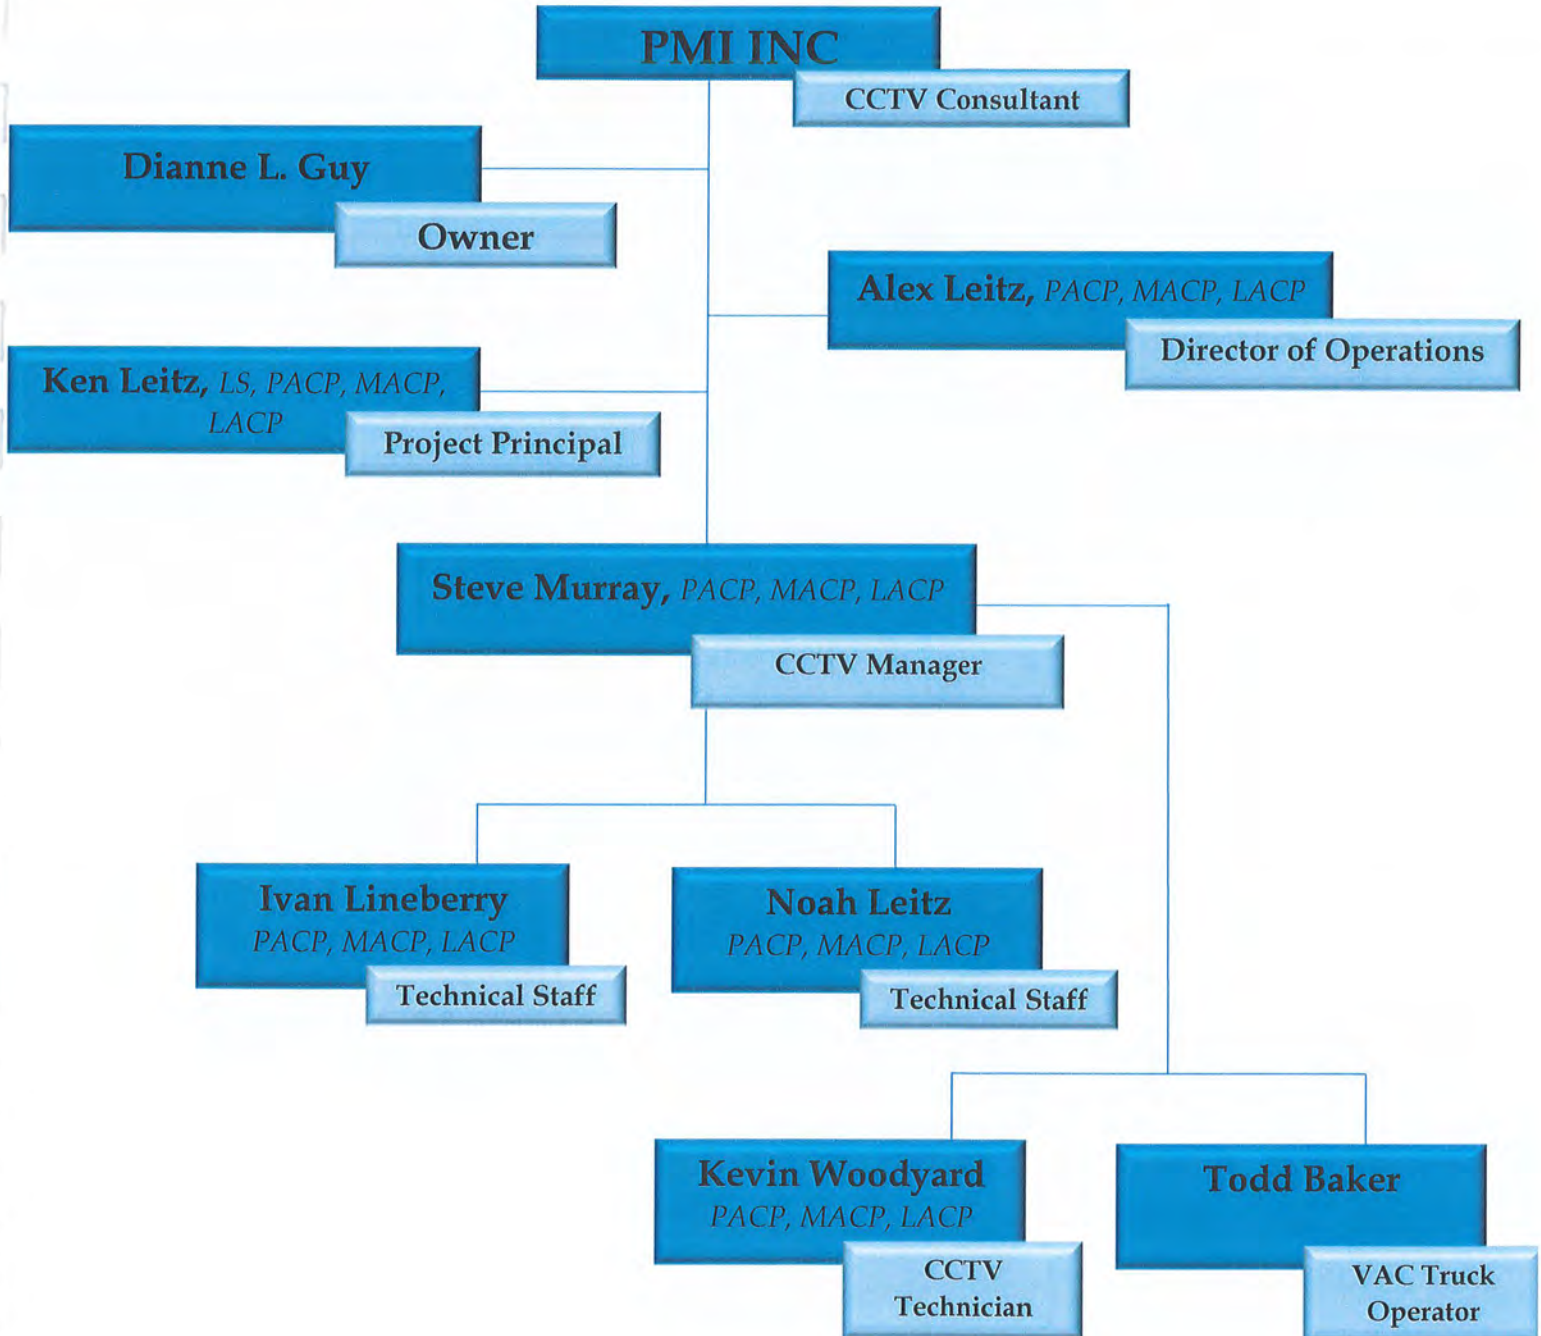 PMI INC
CCTV Consultant
Dianne L. Guy
Owner
Alex Leitz, PACP, MACP, LACP
Director of Operations
Ken Leitz, LS, PACP, MACP,
LACP
Project Principal
Steve Murray, PACP, MACP, LACP
CCTV Manager
Ivan Lineberry
PACP, MACP, LACP
Technical Staff
Noah Leitz
PACP, MACP, LACP
Technical Staff
Kevin Woodyard
PACP, MACP, LACP
CCTV
Technician
Todd Baker
VAC Truck
Operator